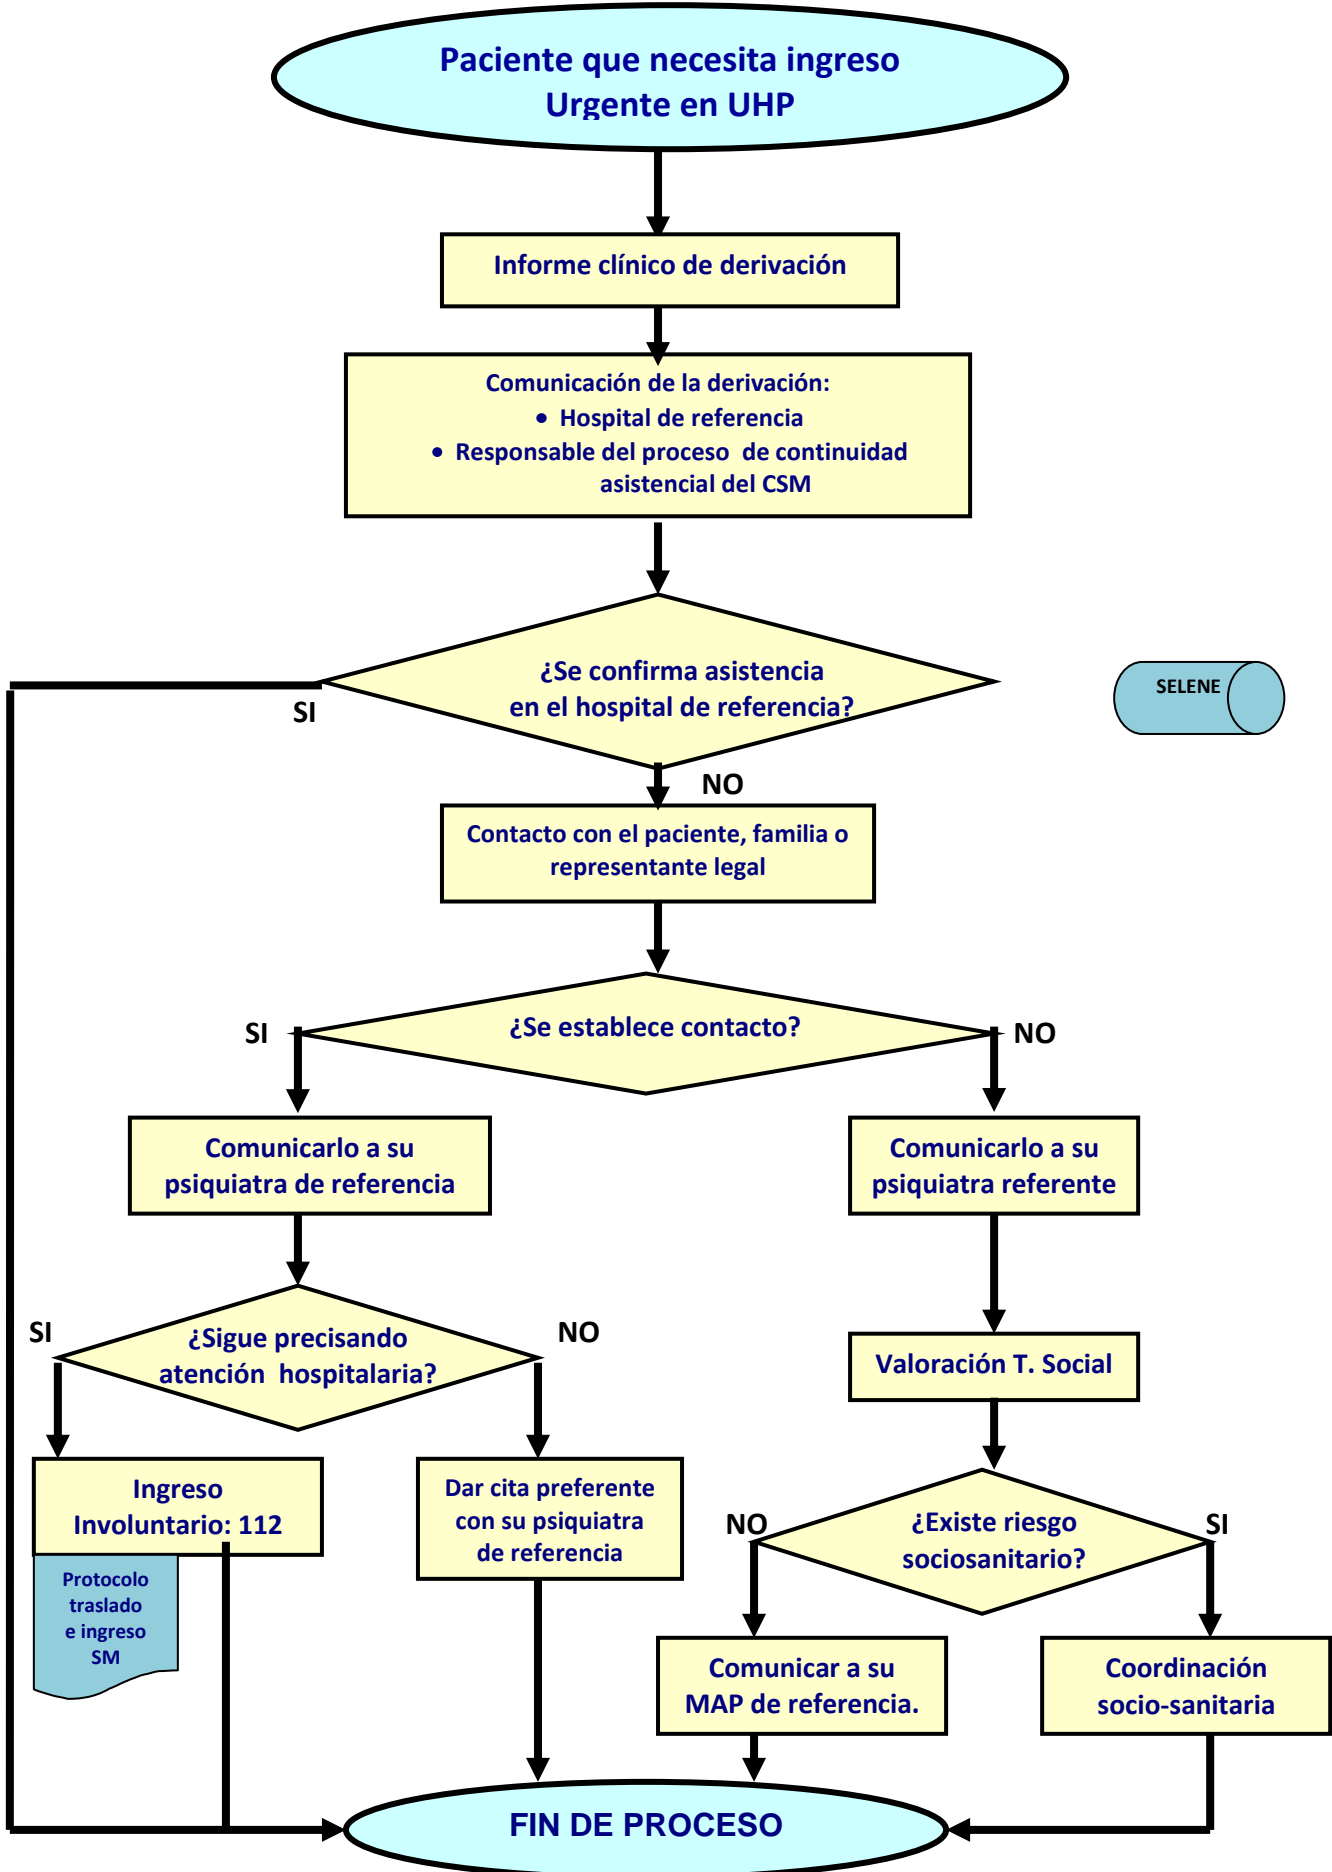 Paciente que necesita ingreso
Urgente en UHP
Informe clínico de derivación
Comunicación de la derivación:
• Hospital de referencia
• Responsable del proceso de continuidad
asistencial del CSM
¿Se confirma asistencia
en el hospital de referencia?
SELENE
SI
NO
Contacto con el paciente, familia o
representante legal
¿Se establece contacto?
SI
NO
Comunicarlo a su
psiquiatra de referencia
Comunicarlo a su
psiquiatra referente
¿Sigue precisando
atención hospitalaria?
SI
NO
Valoración T. Social
Ingreso
Involuntario: 112
Protocolo
traslado
e ingreso
SM
Dar cita preferente
con su psiquiatra
de referencia
¿Existe riesgo
sociosanitario?
NO
SI
Comunicar a su
MAP de referencia.
Coordinación
socio-sanitaria
FIN DE PROCESO